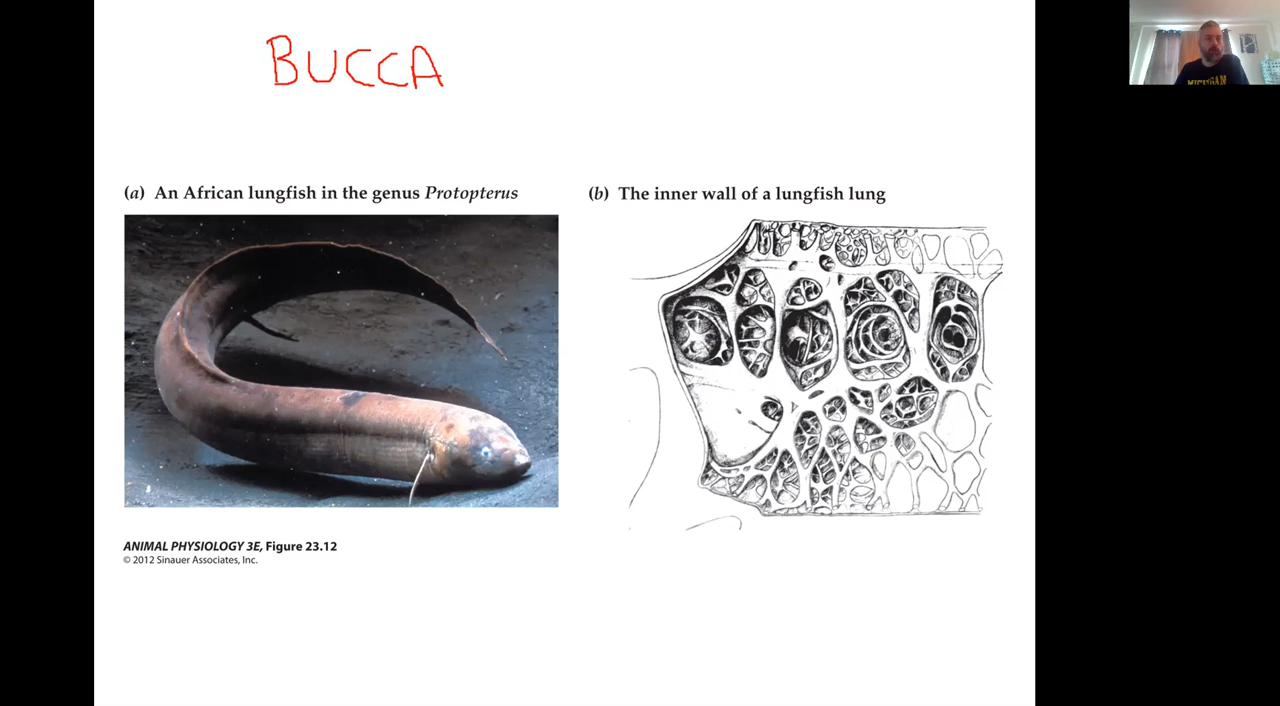 BUCCA
(a) An African lungfish in the genus Protopterus
(b) The inner wall of a lungfish lung
ANIMAL PHYSIOLOGY 3E, Figure 23.12
© 2012 Sinauer Associates, Inc.
MICHIGAN